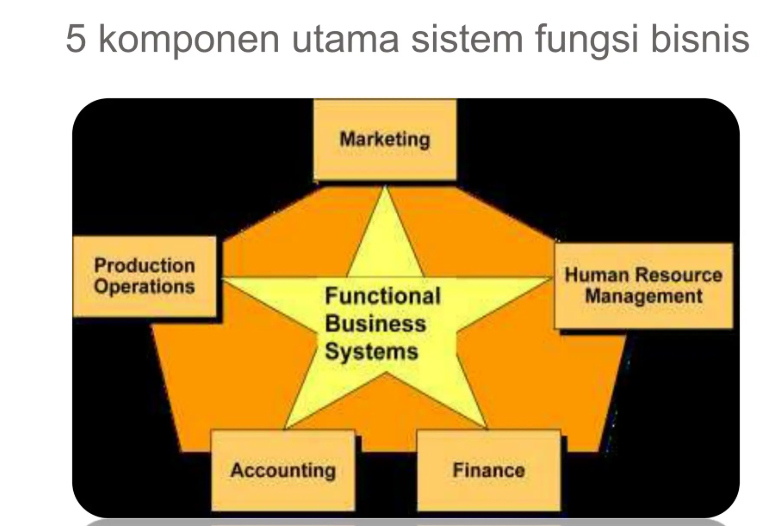 5 komponen utama sistem fungsi bisnis
Marketing
Production
Operations
Human Resource
Management
Functional
Business
Systems
Accounting
Finance